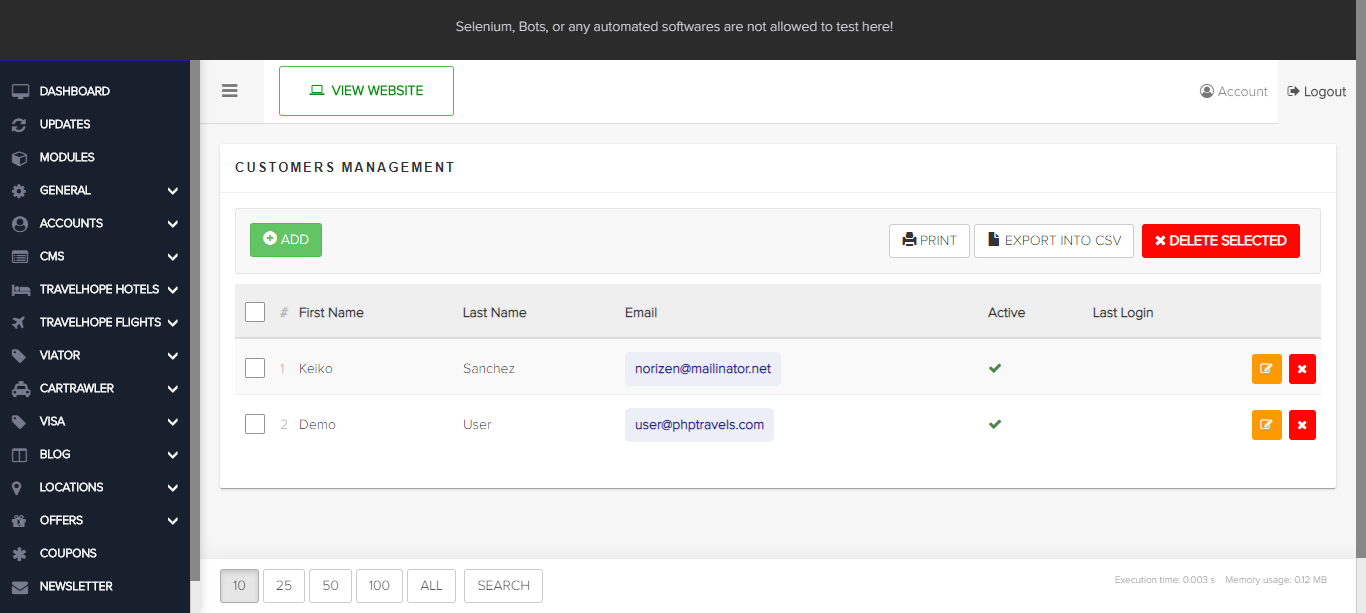 Selenium, Bots, or any automated softwares are not allowed to test here!
DASHBOARD
UPDATES
MODULES
GENERAL
ACCOUNTS
CMS
TRAVELHOPE HOTELS
TRAVELHOPE FLIGHTS
VIATOR
CARTRAWLER
VISA
BLOG
LOCATIONS
OFFERS
COUPONS
NEWSLETTER
VIEW WEBSITE
Account
Logout
CUSTOMERS MANAGEMENT
ADD
PRINT
EXPORT INTO CSV
DELETE SELECTED
# First Name Last Name Email Active Last Login
1 Keiko Sanchez norizen@mailinator.net
2 Demo User user@phptravels.com
10 25 50 100 ALL SEARCH
Execution time: 0.003 s Memory usage: 0.12 MB